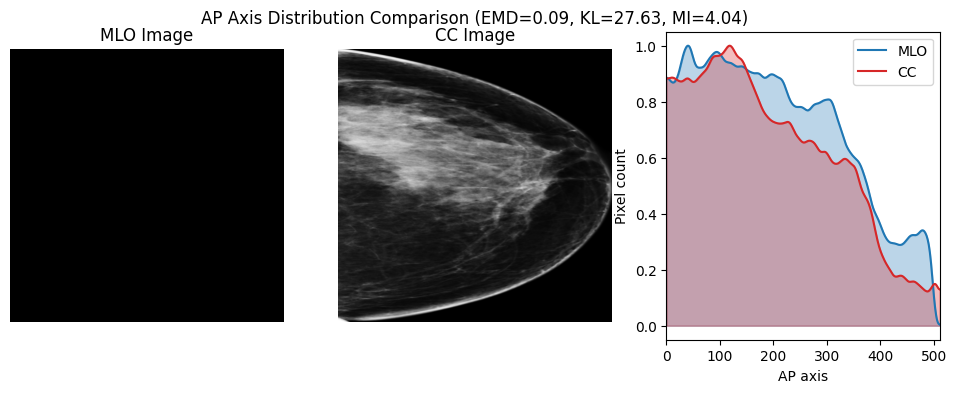 AP Axis Distribution Comparison (EMD=0.09, KL=27.63, MI=4.04)
MLO Image
CC Image
MLO
CC
Pixel count
1.0
0.8
0.6
0.4
0.2
0.0
0 100 200 300 400 500
AP axis